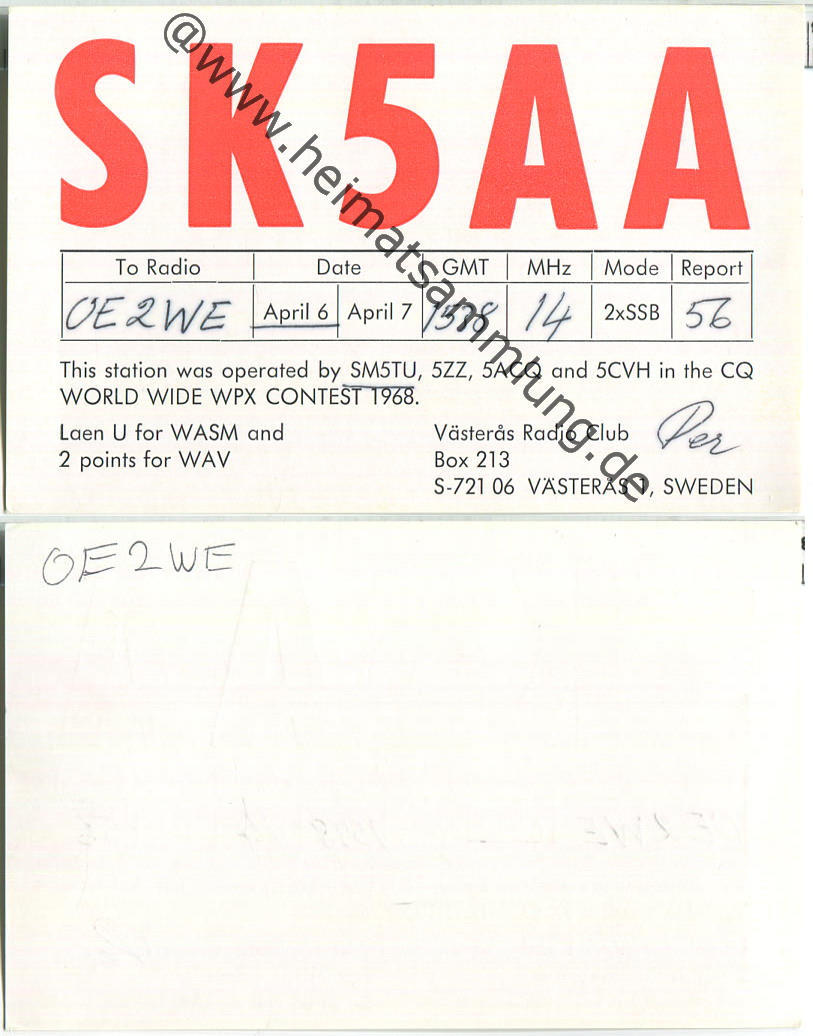 SK5AA
@www.heimatsammlung.de
To Radio Date GMT MHz Mode Report
OE2WE April 6 April 7 14 2xSSB 56
This station was operated by SM5TU, 5ZZ, 5ACQ and 5CVH in the CQ
WORLD WIDE WPX CONTEST 1968.
Laen U for WASM and
2 points for WAV
Västerås Radio Club
Box 213
S-721 06 VÄSTERÅS 1, SWEDEN
Per
OE2WE